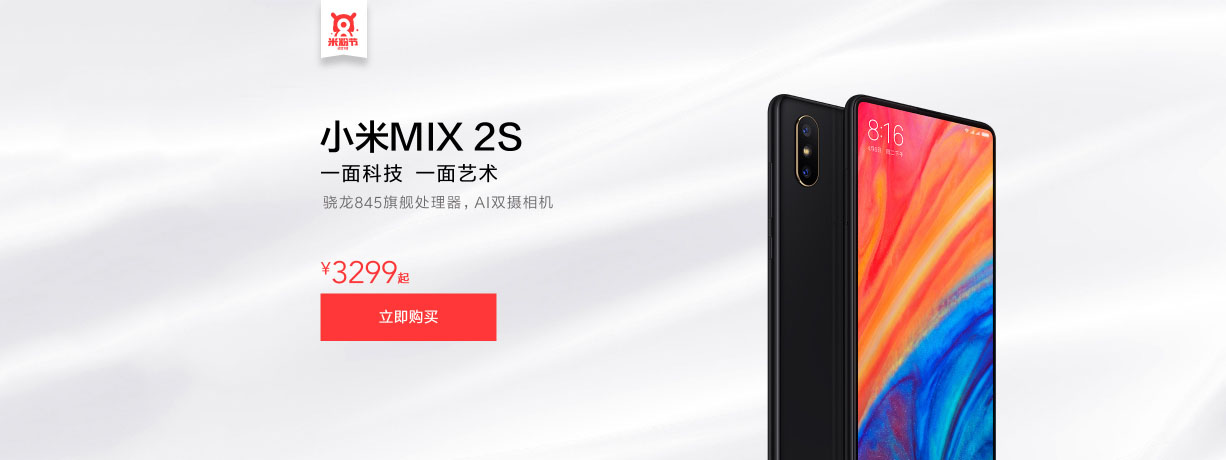 米粉节
2018
小米MIX 2S
一面科技 一面艺术
骁龙845旗舰处理器，AI双摄相机
¥3299起
立即购买
8:16